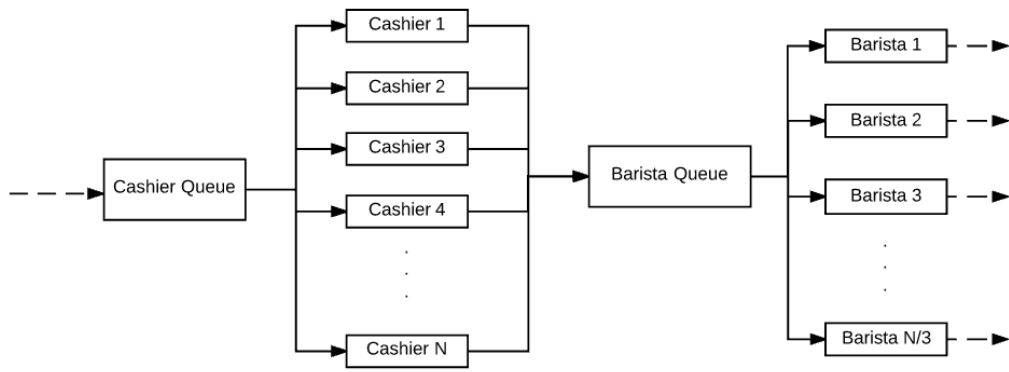 Cashier Queue
Cashier 1
Cashier 2
Cashier 3
Cashier 4
Cashier N
Barista Queue
Barista 1
Barista 2
Barista 3
Barista N/3